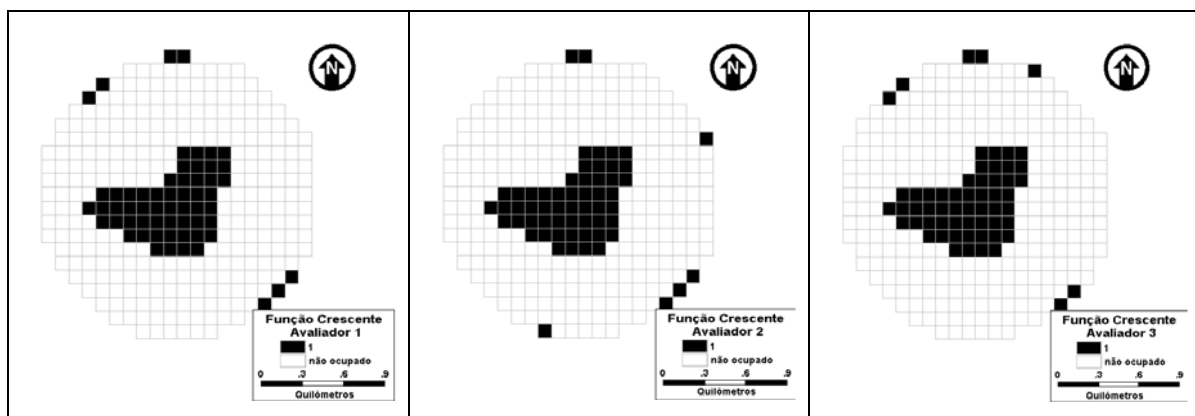 N
Função Crescente
Avaliador 1
1
não ocupado
0 .3 .6 .9
Quilômetros
N
Função Crescente
Avaliador 2
1
não ocupado
0 .3 .6 .9
Quilômetros
N
Função Crescente
Avaliador 3
1
não ocupado
0 .3 .6 .9
Quilômetros